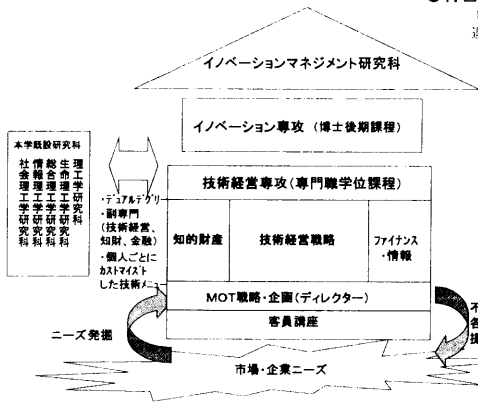 イノベーションマネジメント研究科
イノベーション専攻（博士後期課程）
本学既設研究科
理工学研究科
生命理工学研究科
総合理工学研究科
情報理工学研究科
社会理工学研究科
・デュアルデグリ
・副専門
（技術経営、
知財、金融）
・個人ごとに
カスタマイズト
した技術メニュ
技術経営専攻（専門職学位課程）
知的財産
技術経営戦略
ファイナンス
・情報
MOT戦略・企画（ディレクター）
客員講座
ニーズ発掘
市場・企業ニーズ
不
各
提